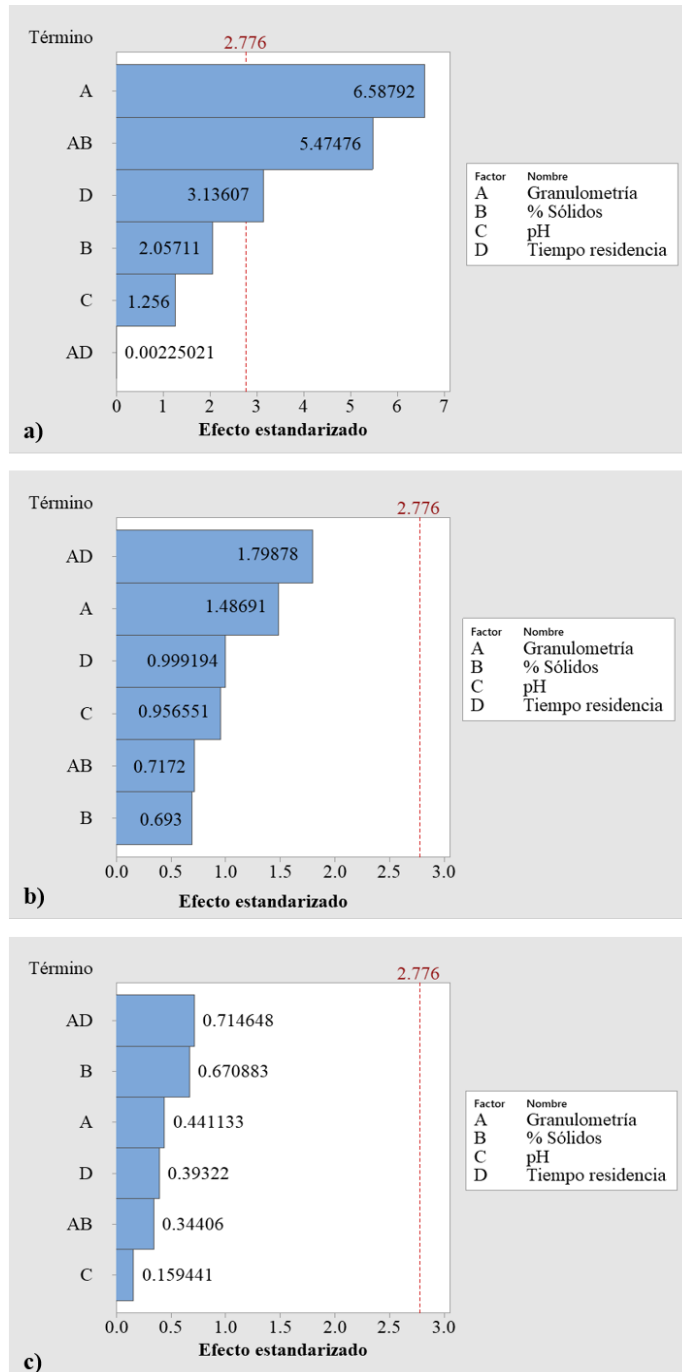 Término
2.776
A
6.58792
AB
5.47476
D
3.13607
B
2.05711
C
1.256
AD
0.00225021
0 1 2 3 4 5 6 7
Efecto estandarizado
a)
Factor Nombre
A Granulometría
B % Sólidos
C pH
D Tiempo residencia
Término
2.776
AD
1.79878
A
1.48691
D
0.999194
C
0.956551
AB
0.7172
B
0.693
0.0 0.5 1.0 1.5 2.0 2.5 3.0
Efecto estandarizado
b)
Factor Nombre
A Granulometría
B % Sólidos
C pH
D Tiempo residencia
Término
2.776
AD
0.714648
B
0.670883
A
0.441133
D
0.39322
AB
0.34406
C
0.159441
0.0 0.5 1.0 1.5 2.0 2.5 3.0
Efecto estandarizado
c)
Factor Nombre
A Granulometría
B % Sólidos
C pH
D Tiempo residencia